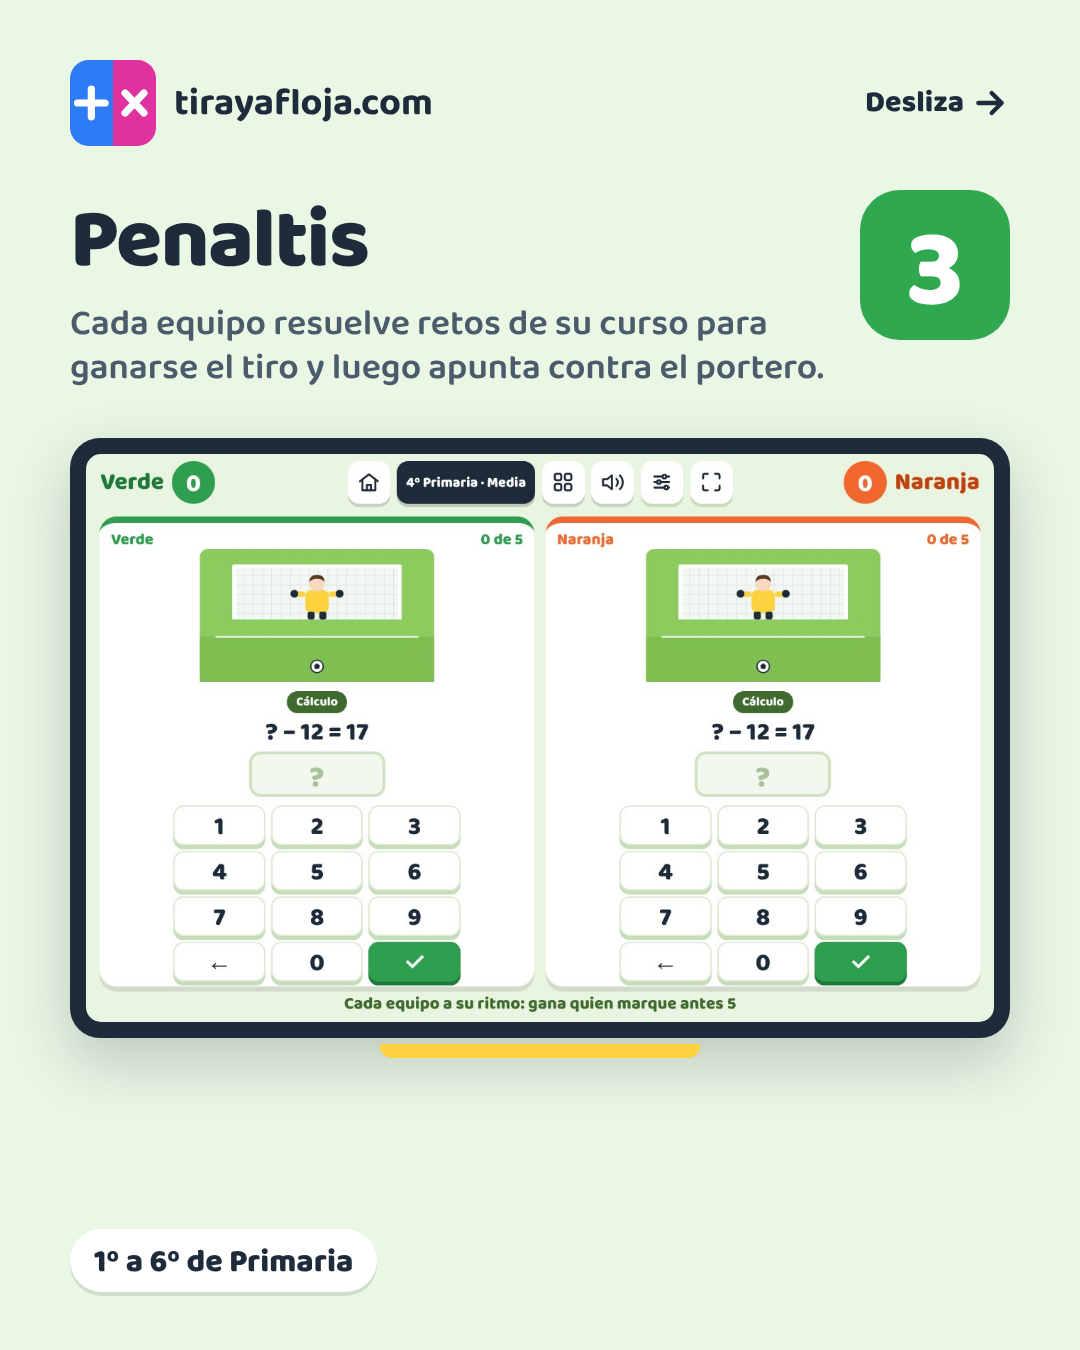 tirayafloja.com
Desliza →
Penaltis
3
Cada equipo resuelve retos de su curso para
ganarse el tiro y luego apunta contra el portero.
Verde 0
4º Primaria · Media
0 Naranja
Verde 0 de 5
Cálculo
? – 12 = 17
?
1 2 3
4 5 6
7 8 9
← 0 ✓
Naranja 0 de 5
Cálculo
? – 12 = 17
?
1 2 3
4 5 6
7 8 9
← 0 ✓
Cada equipo a su ritmo: gana quien marque antes 5
1º a 6º de Primaria